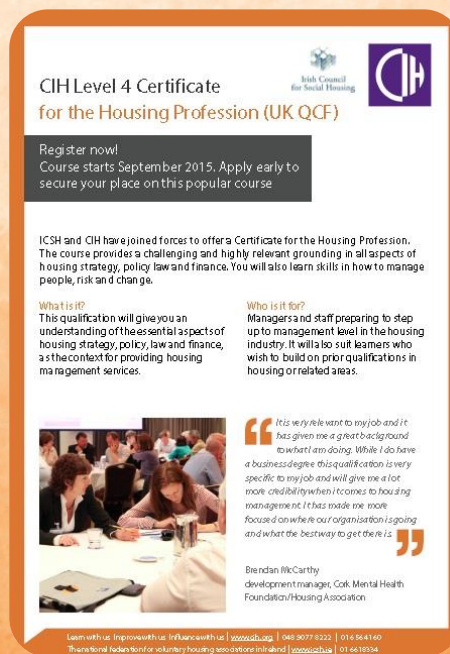 Irish Council
for Social Housing
CIH
CIH Level 4 Certificate
for the Housing Profession (UK QCF)
Register now!
Course starts September 2015. Apply early to
secure your place on this popular course
ICSH and CIH have joined forces to offer a Certificate for the Housing Profession.
The course provides a challenging and highly relevant grounding in all aspects of
housing strategy, policy law and finance. You will also learn skills in how to manage
people, risk and change.
What is it?
This qualification will give you an
understanding of the essential aspects of
housing strategy, policy, law and finance,
as the context for providing housing
management services.
Who is it for?
Managers and staff preparing to step
up to management level in the housing
industry. It will also suit learners who
wish to build on prior qualifications in
housing or related areas.
“ It is very relevant to my job and it
has given me a great background
to what I am doing. While I do have
a business degree this qualification is very
specific to my job and will give me a lot
more credibility when it comes to housing
management. It has made me more
focused on where our organisation is going
and what the best way to get there is. ”
Brendan McCarthy
development manager, Cork Mental Health
Foundation/Housing Association
Learn with us Improve with us Influence with us | www.cih.org | 048 9077 8222 | 016 564160
The national federation for voluntary housing associations in Ireland | www.icsh.ie | 01 6618334